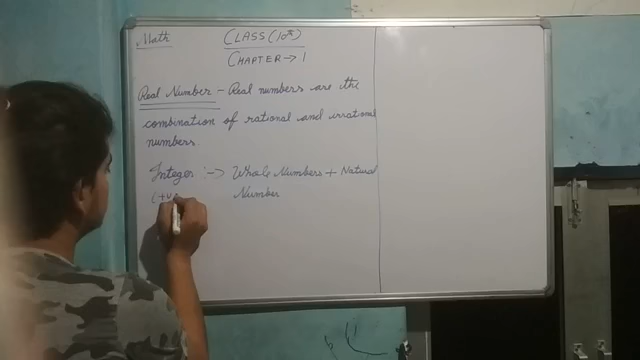 Math
CLASS (10th)
CHAPTER → 1
Real Number - Real numbers are the
combination of rational and irrational
numbers.
Integer :→ Whole Numbers + Natural
Number
(+ve